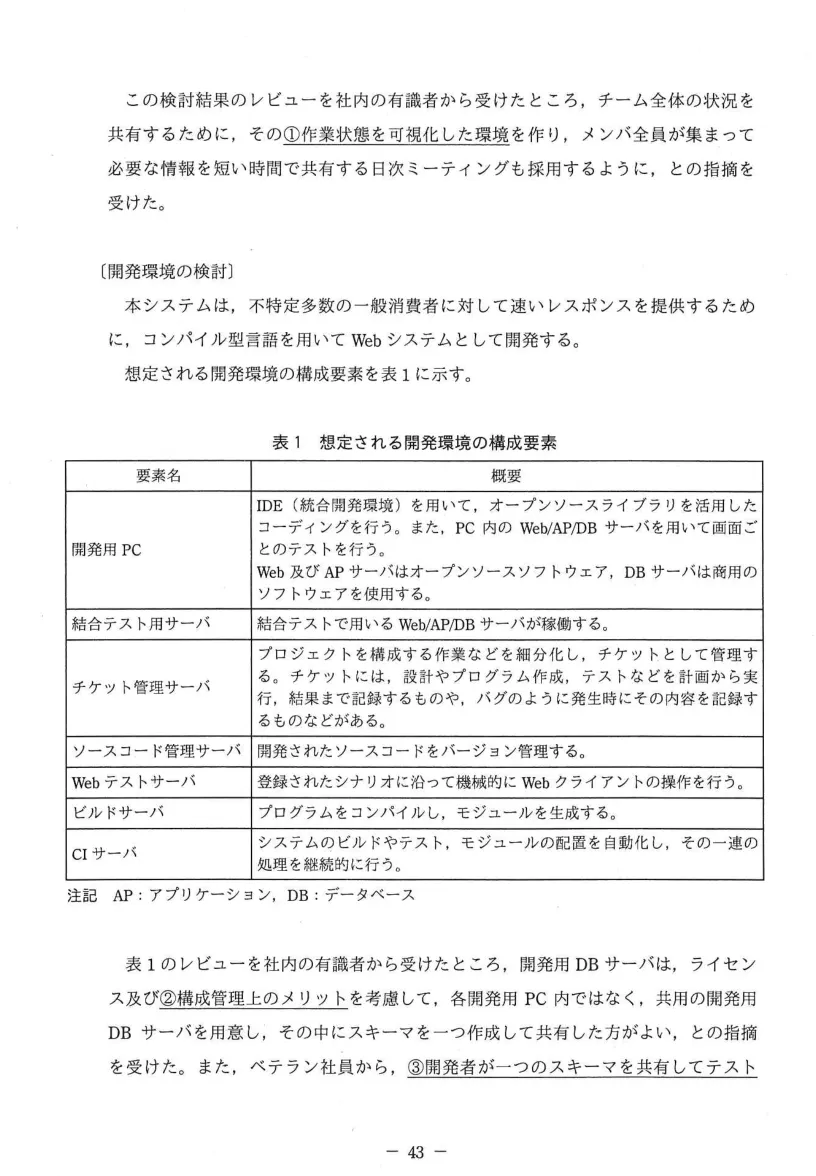 この検討結果のレビューを社内の有識者から受けたところ，チーム全体の状況を
共有するために，その①作業状態を可視化した環境を作り，メンバ全員が集まって
必要な情報を短い時間で共有する日次ミーティングも採用するように，との指摘を
受けた。
〔開発環境の検討〕
本システムは，不特定多数の一般消費者に対して速いレスポンスを提供するため
に，コンパイル型言語を用いて Web システムとして開発する。
想定される開発環境の構成要素を表1に示す。
表1 想定される開発環境の構成要素
要素名 概要
開発用 PC
IDE（統合開発環境）を用いて，オープンソースライブラリを活用した
コーディングを行う。また，PC 内の Web/AP/DB サーバを用いて画面ご
とのテストを行う。
Web 及び AP サーバはオープンソースソフトウェア，DB サーバは商用の
ソフトウェアを使用する。
結合テスト用サーバ 結合テストで用いる Web/AP/DB サーバが稼働する。
チケット管理サーバ
プロジェクトを構成する作業などを細分化し，チケットとして管理す
る。チケットには，設計やプログラム作成，テストなどを計画から実
行，結果まで記録するものや，バグのように発生時にその内容を記録す
るものなどがある。
ソースコード管理サーバ 開発されたソースコードをバージョン管理する。
Web テストサーバ 登録されたシナリオに沿って機械的に Web クライアントの操作を行う。
ビルドサーバ プログラムをコンパイルし，モジュールを生成する。
CI サーバ
システムのビルドやテスト，モジュールの配置を自動化し，その一連の
処理を継続的に行う。
注記 AP：アプリケーション，DB：データベース
表1のレビューを社内の有識者から受けたところ，開発用 DB サーバは，ライセン
ス及び②構成管理上のメリットを考慮して，各開発用 PC 内ではなく，共用の開発用
DB サーバを用意し，その中にスキーマを一つ作成して共有した方がよい，との指摘
を受けた。また，ベテラン社員から，③開発者が一つのスキーマを共有してテスト
－ 43 －